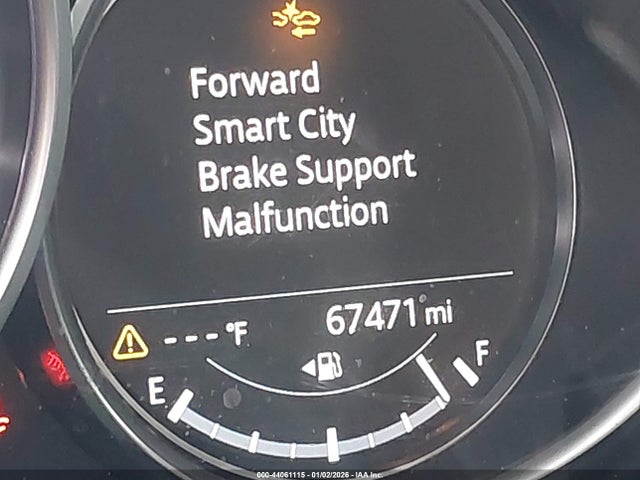 Forward
Smart City
Brake Support
Malfunction
---°F 67471 mi
E F
000-44061115 - 01/02/2026 - IAA Inc.